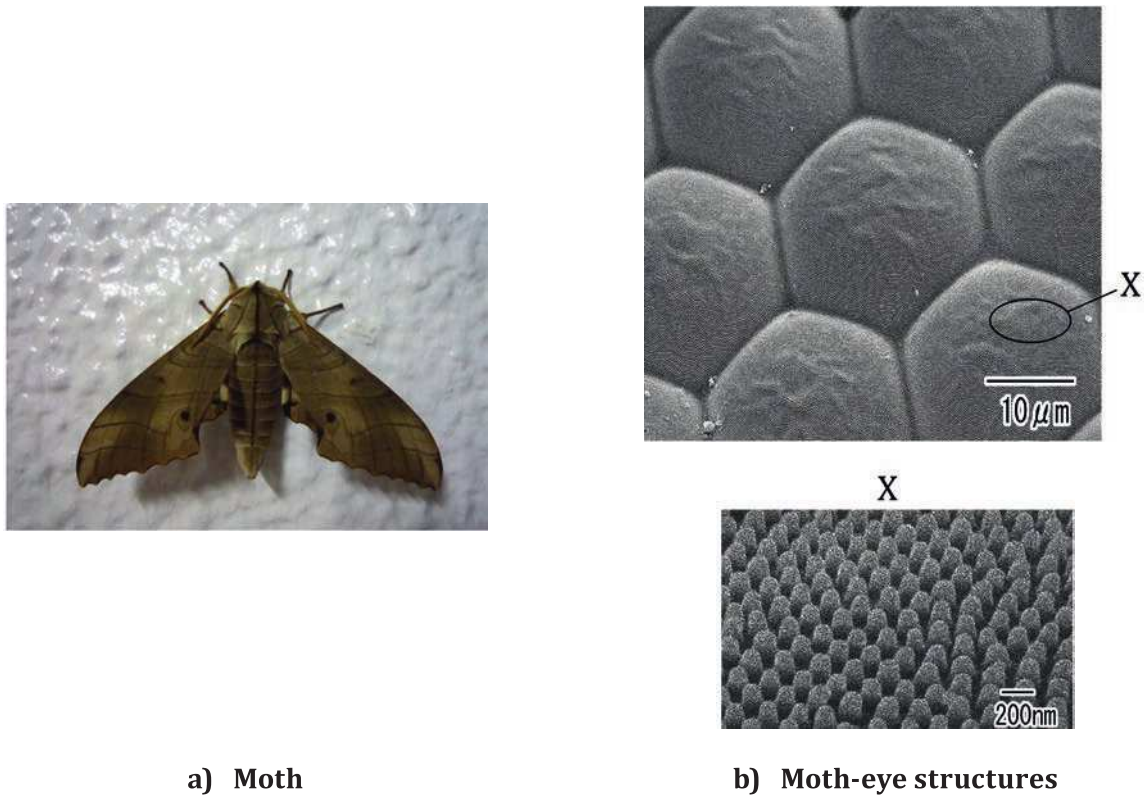 X
10μm
X
200nm
a) Moth
b) Moth-eye structures